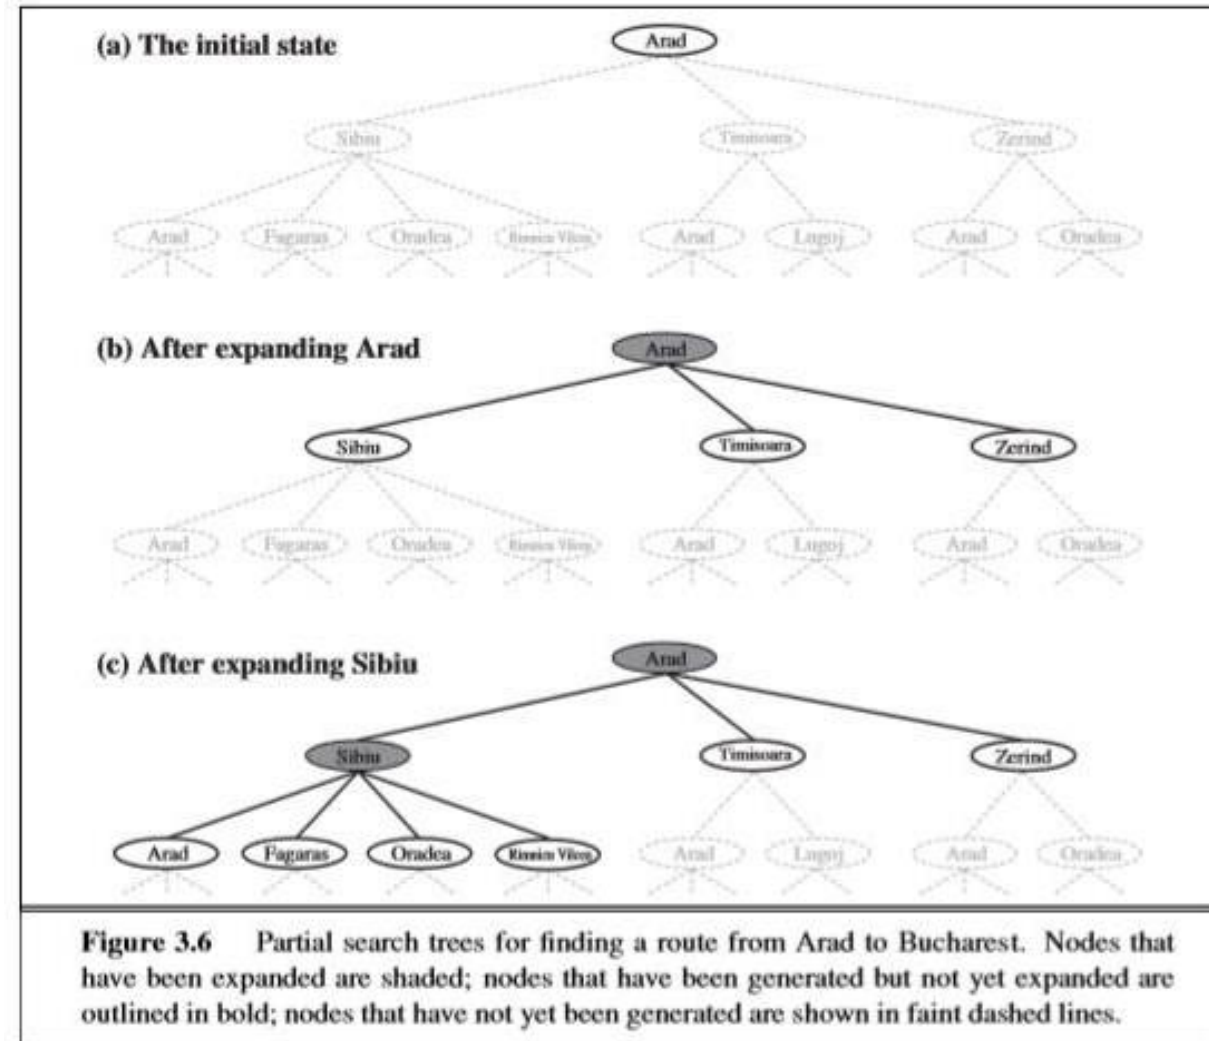 (a) The initial state
Arad
Sibiu Timisoara Zerind
Arad Fagaras Oradea Rimnicu Vilcea Arad Lugoj Arad Oradea
(b) After expanding Arad
Arad
Sibiu Timisoara Zerind
Arad Fagaras Oradea Rimnicu Vilcea Arad Lugoj Arad Oradea
(c) After expanding Sibiu
Arad
Sibiu Timisoara Zerind
Arad Fagaras Oradea Rimnicu Vilcea Arad Lugoj Arad Oradea
Figure 3.6 Partial search trees for finding a route from Arad to Bucharest. Nodes that
have been expanded are shaded; nodes that have been generated but not yet expanded are
outlined in bold; nodes that have not yet been generated are shown in faint dashed lines.